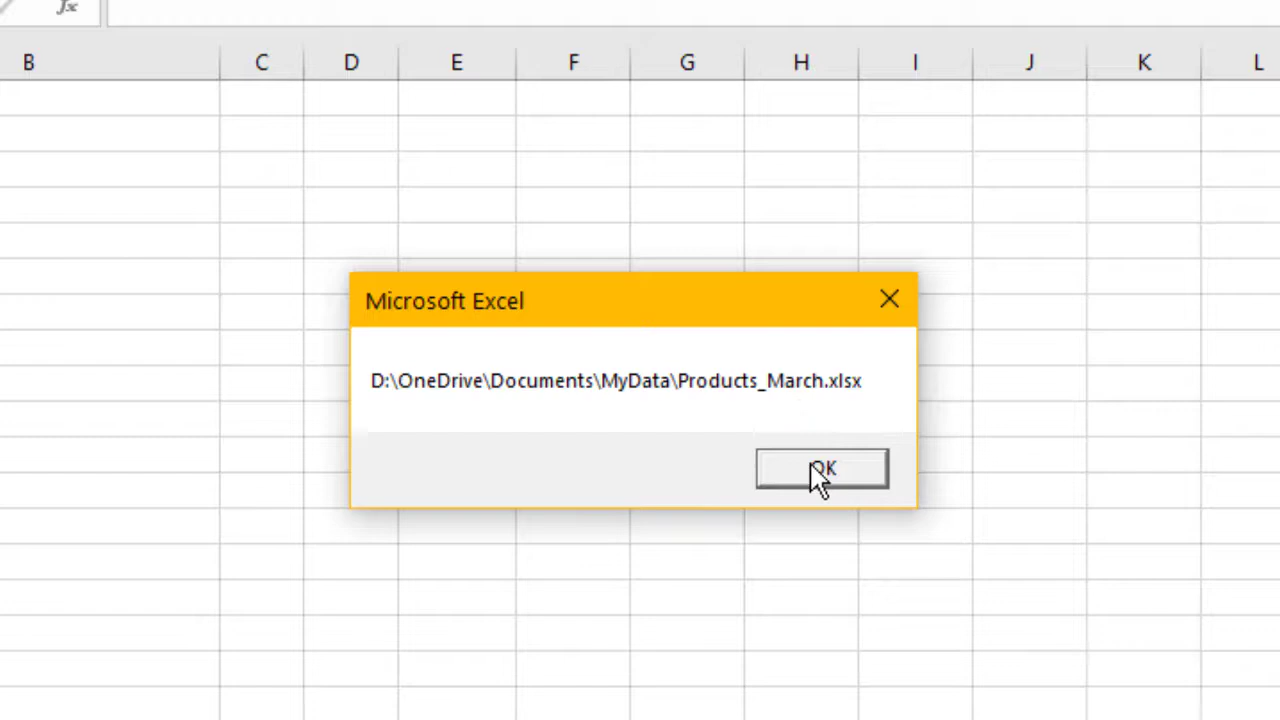 fx
B C D E F G H I J K L
Microsoft Excel
D:\OneDrive\Documents\MyData\Products_March.xlsx
OK